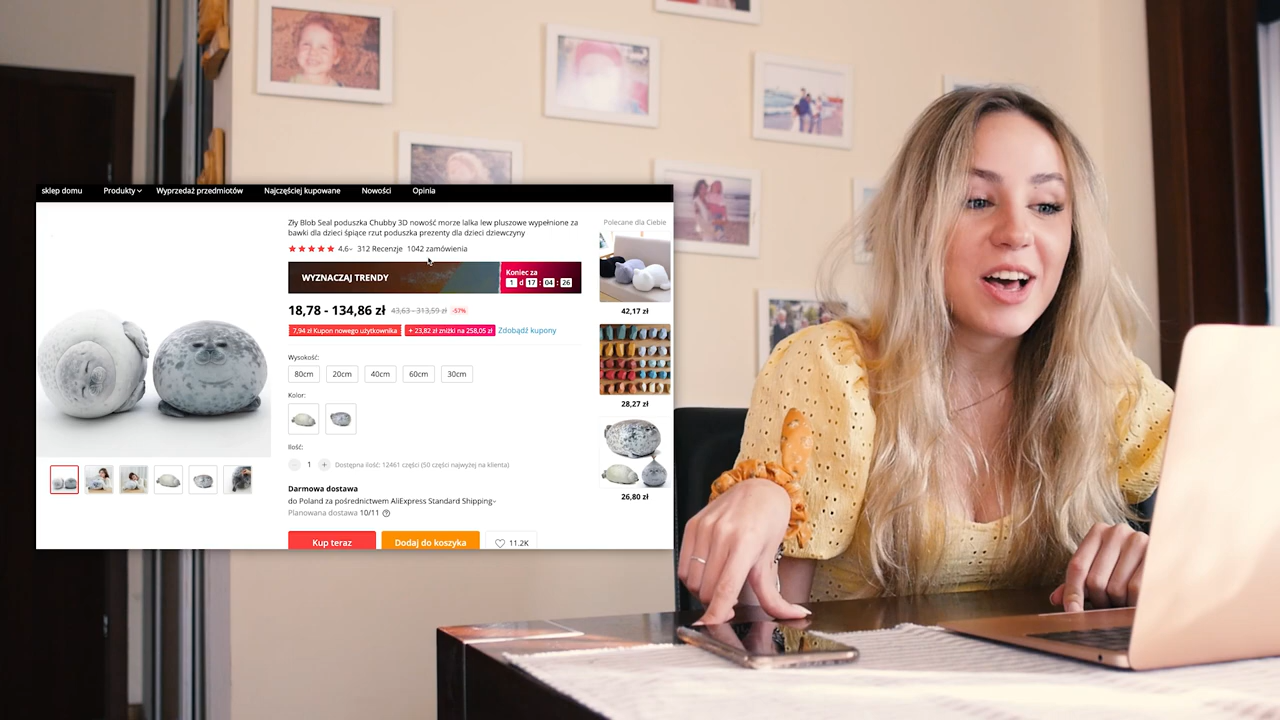 sklep domu Produkty Wyprzedaż przedmiotów Najczęściej kupowane Nowości Opinia
Zły Blob Seal poduszka Chubby 3D nowość morze lalka lew pluszowe wypełnione za
bawki dla dzieci śpiące rzut poduszka prezenty dla dzieci dziewczyny
4.6 312 Recenzje 1042 zamówienia
WYZNACZAJ TRENDY
Koniec za
1 d 17 : 04 : 26
18,78 - 134,86 zł 43,63 - 313,59 zł -57%
7,94 zł Kupon nowego użytkownika + 23,82 zł zniżki na 258,05 zł Zdobądź kupony
Wysokość:
80cm 20cm 40cm 60cm 30cm
Kolor:
Ilość:
1 + Dostępna ilość: 12461 części (50 części najwyżej na klienta)
Darmowa dostawa
do Poland za pośrednictwem AliExpress Standard Shipping
Planowana dostawa 10/11 ?
Kup teraz Dodaj do koszyka 11.2K
Polecane dla Ciebie
42,17 zł
28,27 zł
26,80 zł